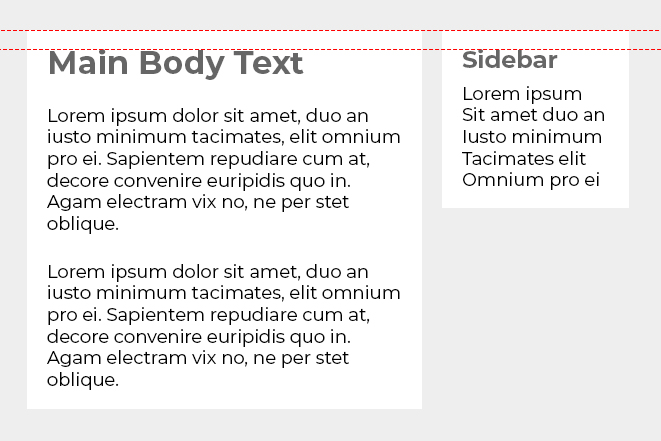 Main Body Text
Lorem ipsum dolor sit amet, duo an
iusto minimum tacimates, elit omnium
pro ei. Sapientem repudiare cum at,
decore convenire euripidis quo in.
Agam electram vix no, ne per stet
oblique.
Lorem ipsum dolor sit amet, duo an
iusto minimum tacimates, elit omnium
pro ei. Sapientem repudiare cum at,
decore convenire euripidis quo in.
Agam electram vix no, ne per stet
oblique.
Sidebar
Lorem ipsum
Sit amet duo an
Iusto minimum
Tacimates elit
Omnium pro ei